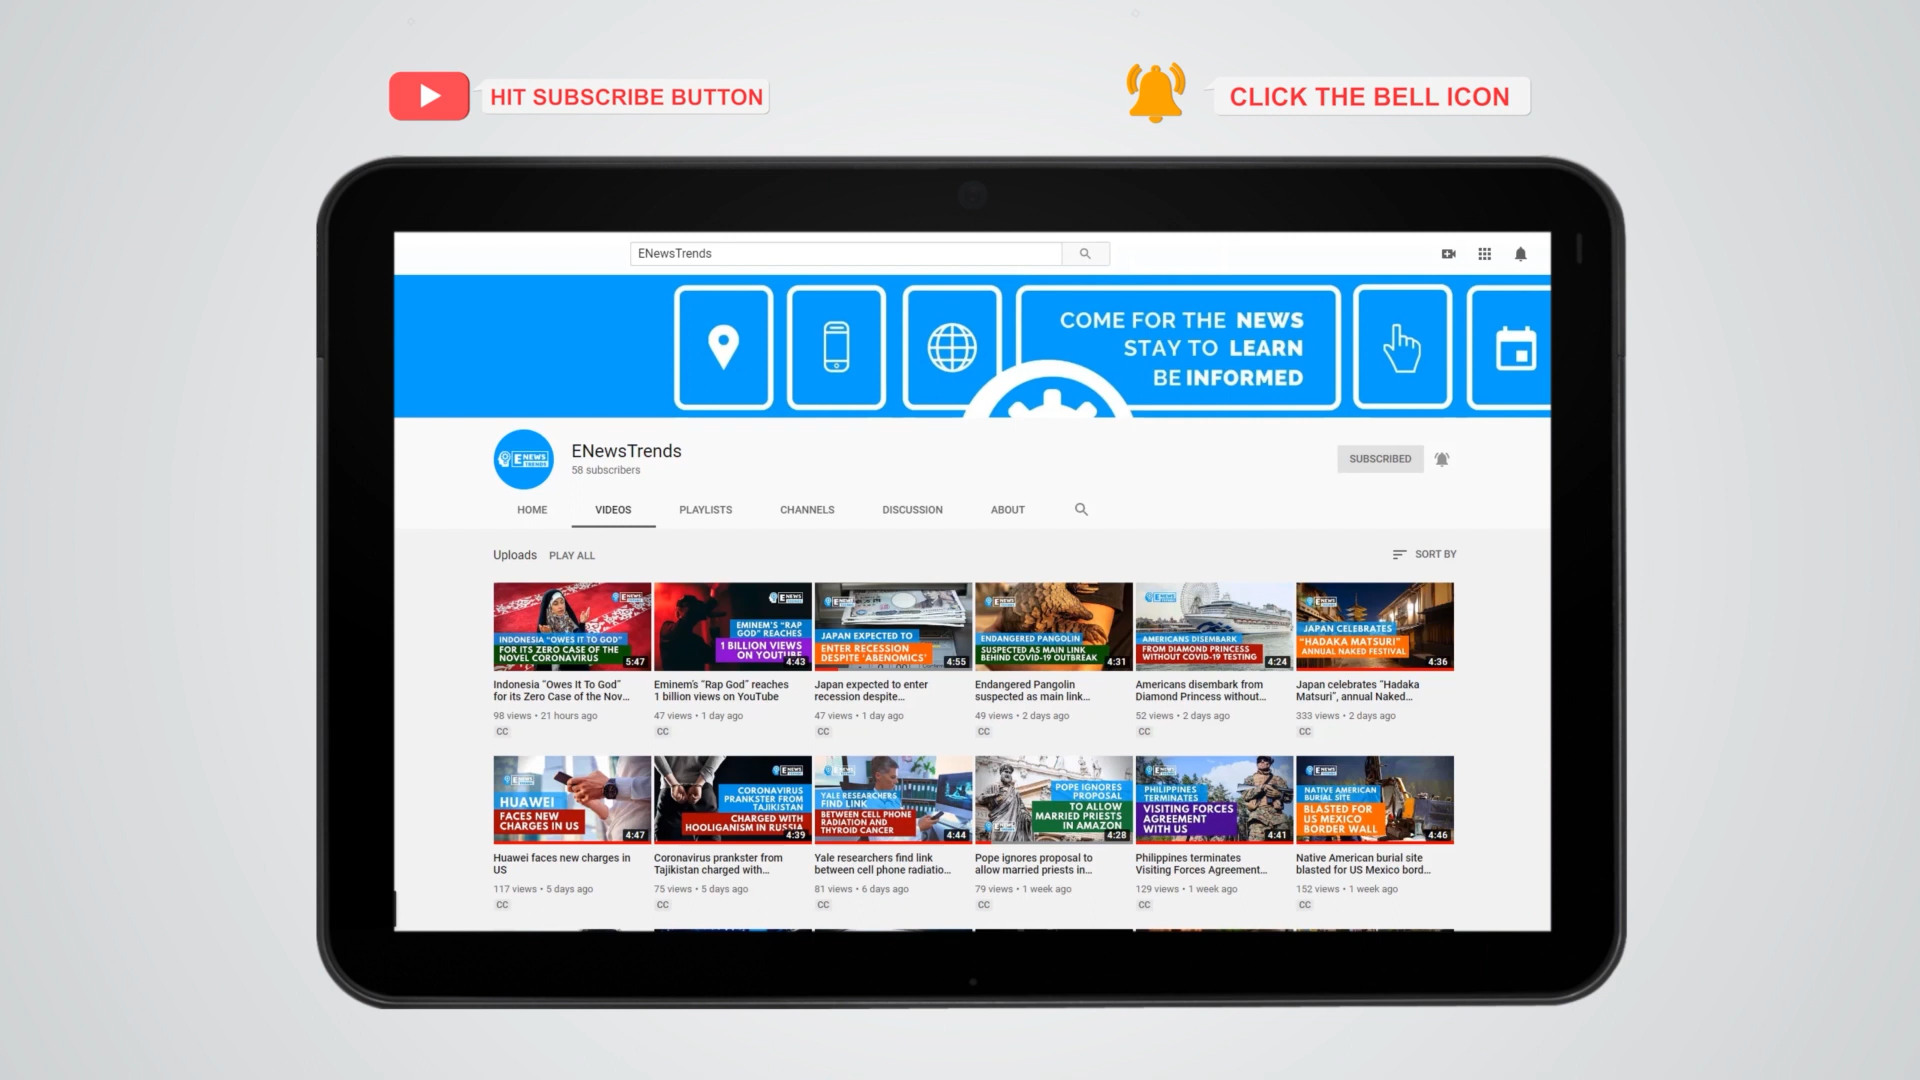 HIT SUBSCRIBE BUTTON
CLICK THE BELL ICON
ENewsTrends
COME FOR THE NEWS
STAY TO LEARN
BE INFORMED
E NEWS
TRENDS
ENewsTrends
58 subscribers
SUBSCRIBED
HOME
VIDEOS
PLAYLISTS
CHANNELS
DISCUSSION
ABOUT
Uploads
PLAY ALL
SORT BY
INDONESIA "OWES IT TO GOD"
FOR ITS ZERO CASE OF THE
NOVEL CORONAVIRUS
5:47
EMINEM'S "RAP
GOD" REACHES
1 BILLION VIEWS
ON YOUTUBE
4:43
JAPAN EXPECTED TO
ENTER RECESSION
DESPITE 'ABENOMICS'
4:55
ENDANGERED PANGOLIN
SUSPECTED AS MAIN LINK
BEHIND COVID-19 OUTBREAK
4:31
AMERICANS DISEMBARK
FROM DIAMOND PRINCESS
WITHOUT COVID-19 TESTING
4:24
JAPAN CELEBRATES
"HADAKA MATSURI"
ANNUAL NAKED FESTIVAL
4:36
Indonesia "Owes It To God"
for its Zero Case of the Nov...
98 views • 21 hours ago
CC
Eminem's "Rap God" reaches
1 billion views on YouTube
47 views • 1 day ago
CC
Japan expected to enter
recession despite...
47 views • 1 day ago
CC
Endangered Pangolin
suspected as main link...
49 views • 2 days ago
CC
Americans disembark from
Diamond Princess without...
52 views • 2 days ago
CC
Japan celebrates "Hadaka
Matsuri", annual Naked...
333 views • 2 days ago
CC
HUAWEI
FACES NEW
CHARGES IN US
4:47
CORONAVIRUS
PRANKSTER FROM
TAJIKISTAN
CHARGED WITH
HOOLIGANISM IN RUSSIA
4:39
YALE RESEARCHERS
FIND LINK
BETWEEN CELL PHONE
RADIATION AND
THYROID CANCER
4:44
POPE IGNORES
PROPOSAL
TO ALLOW
MARRIED PRIESTS
IN AMAZON
4:28
PHILIPPINES
TERMINATES
VISITING FORCES
AGREEMENT
WITH US
4:41
NATIVE AMERICAN
BURIAL SITE
BLASTED FOR
US MEXICO
BORDER WALL
4:46
Huawei faces new charges in
US
117 views • 5 days ago
CC
Coronavirus prankster from
Tajikistan charged with...
75 views • 5 days ago
CC
Yale researchers find link
between cell phone radiatio...
81 views • 6 days ago
CC
Pope ignores proposal to
allow married priests in...
79 views • 1 week ago
CC
Philippines terminates
Visiting Forces Agreement...
129 views • 1 week ago
CC
Native American burial site
blasted for US Mexico bord...
152 views • 1 week ago
CC